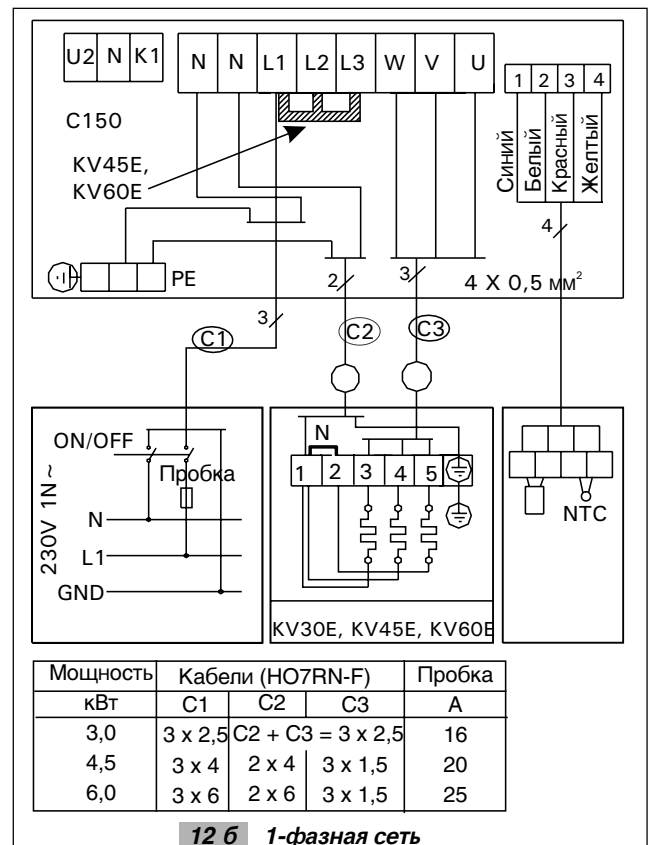 U2 N K1
N N L1 L2 L3 W V U
1 2 3 4
C150
KV45E,
KV60E
Синий
Белый
Красный
Желтый
4
PE
2
3
4 X 0,5 мм²
3
C1
C2
C3
ON/OFF
Пробка
230V 1N ~
N
L1
GND
N
1 2 3 4 5
KV30E, KV45E, KV60E
NTC
Мощность Кабели (HO7RN-F) Пробка
кВт C1 C2 C3 A
3,0 3 x 2,5 C2 + C3 = 3 x 2,5 16
4,5 3 x 4 2 x 4 3 x 1,5 20
6,0 3 x 6 2 x 6 3 x 1,5 25
12 б 1-фазная сеть